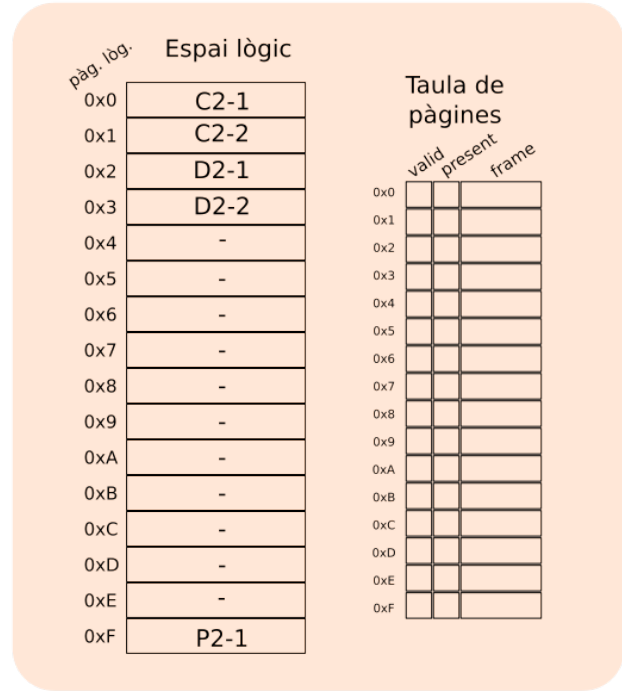 Espai lògic
pàg. lòg.
0x0 C2-1
0x1 C2-2
0x2 D2-1
0x3 D2-2
0x4 -
0x5 -
0x6 -
0x7 -
0x8 -
0x9 -
0xA -
0xB -
0xC -
0xD -
0xE -
0xF P2-1
Taula de
pàgines
valid present frame
0x0
0x1
0x2
0x3
0x4
0x5
0x6
0x7
0x8
0x9
0xA
0xB
0xC
0xD
0xE
0xF